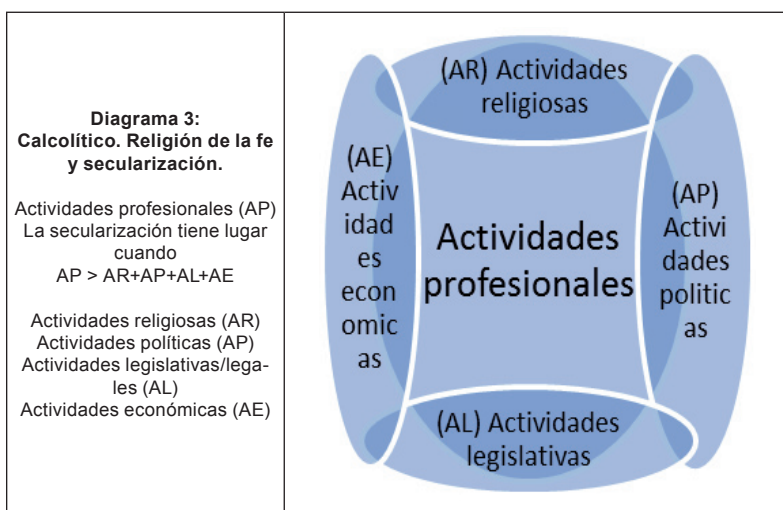 Diagrama 3:
Calcolítico. Religión de la fe
y secularización.
Actividades profesionales (AP)
La secularización tiene lugar
cuando
AP > AR+AP+AL+AE
Actividades religiosas (AR)
Actividades políticas (AP)
Actividades legislativas/lega-
les (AL)
Actividades económicas (AE)
(AR) Actividades
religiosas
(AE)
Activ
idad
es
econ
omic
as
Actividades
profesionales
(AP)
Activi
dades
politic
as
(AL) Actividades
legislativas